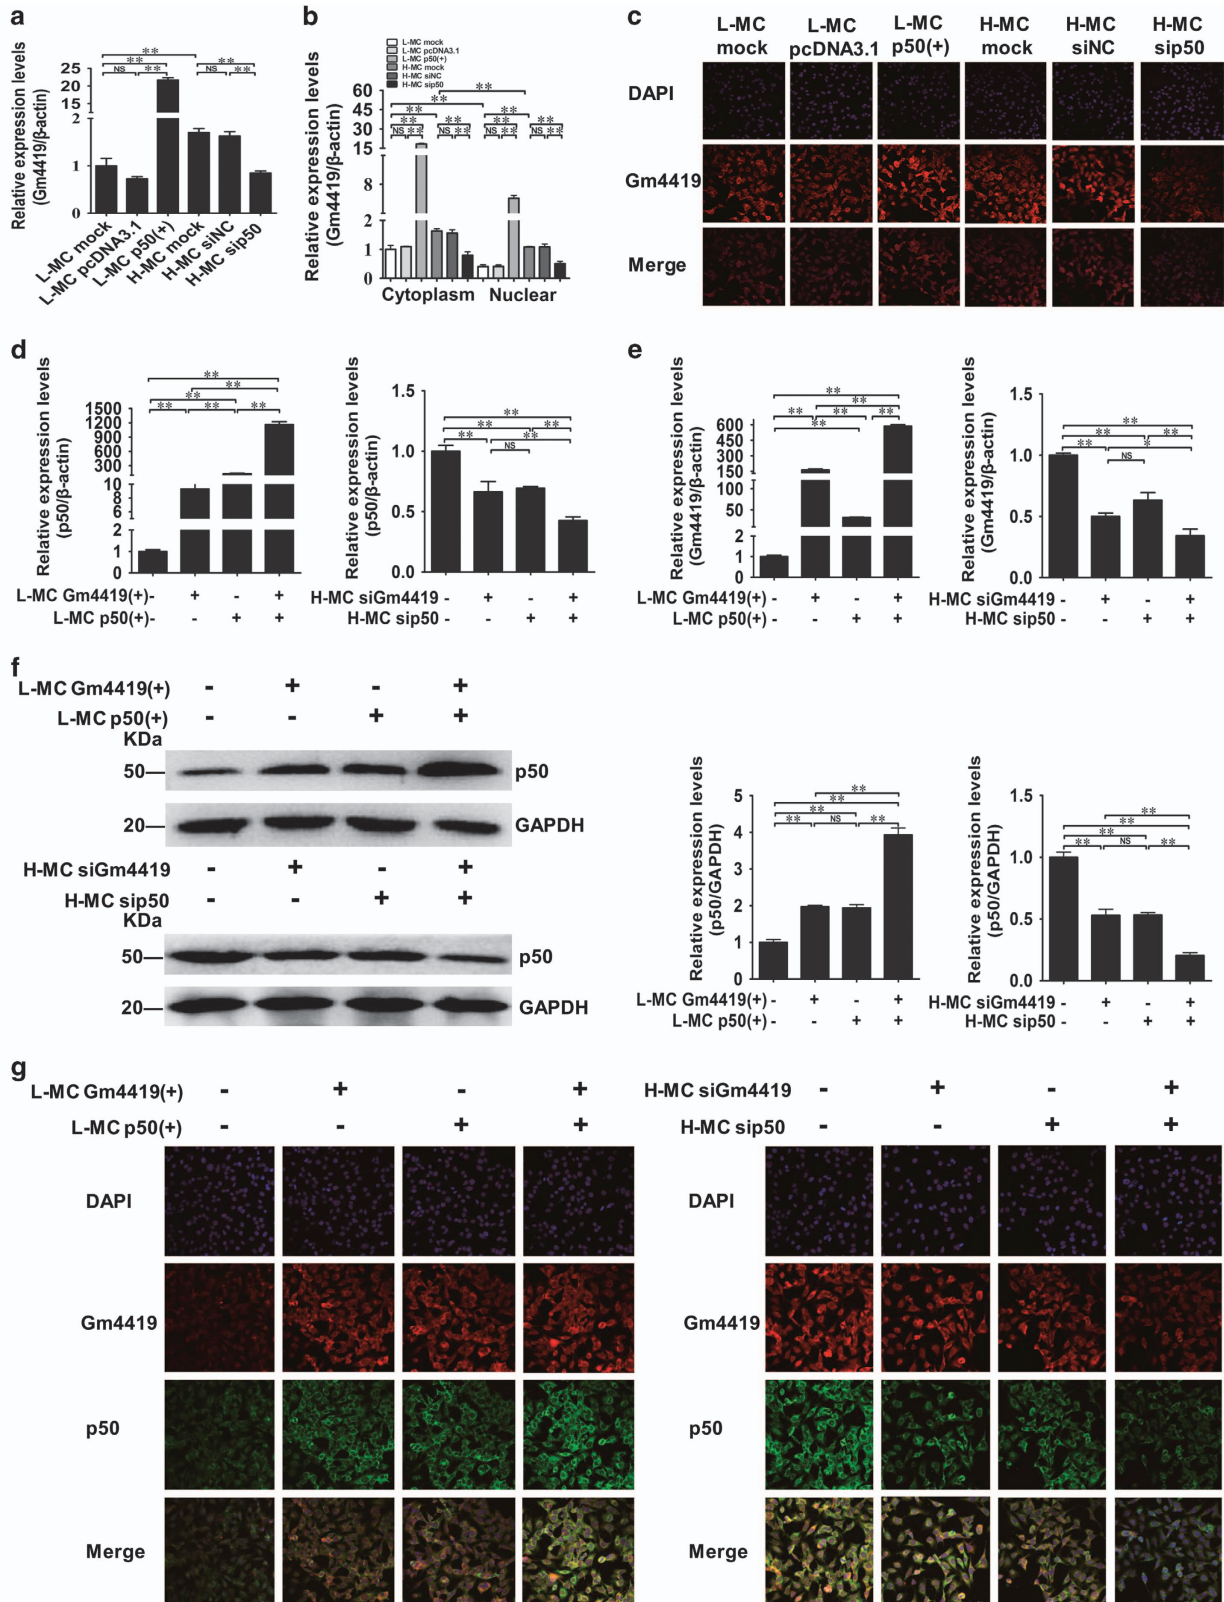 a
Relative expression levels
(Gm4419/β-actin)
25
20
15
10
2
1
0
**
**
**
NS
**
NS
**
L-MC mock
L-MC pcDNA3.1
L-MC p50(+)
H-MC mock
H-MC siNC
H-MC sip50
b
L-MC mock
L-MC pcDNA3.1
L-MC p50(+)
H-MC mock
H-MC siNC
H-MC sip50
Relative expression levels
(Gm4419/β-actin)
60
45
30
15
8
2
1
0
**
**
** **
** ** ** **
NS ** NS ** NS ** NS **
Cytoplasm Nuclear
c
L-MC mock
L-MC pcDNA3.1
L-MC p50(+)
H-MC mock
H-MC siNC
H-MC sip50
DAPI
Gm4419
Merge
d
Relative expression levels
(p50/β-actin)
1500
1200
900
600
300
10
8
6
2
1
0
**
**
**
** ** **
L-MC Gm4419(+) - + - +
L-MC p50(+) - - + +
Relative expression levels
(p50/β-actin)
1.5
1.0
0.5
0.0
**
** **
** **
NS
H-MC siGm4419 - + - +
H-MC sip50 - - + +
e
Relative expression levels
(Gm4419/β-actin)
600
450
300
150
100
50
2
1
0
**
**
** ** **
**
L-MC Gm4419(+) - + - +
L-MC p50(+) - - + +
Relative expression levels
(Gm4419/β-actin)
1.5
1.0
0.5
0.0
**
** **
** *
NS
H-MC siGm4419 - + - +
H-MC sip50 - - + +
f
L-MC Gm4419(+) - + - +
L-MC p50(+) - - + +
KDa
50 p50
20 GAPDH
H-MC siGm4419 - + - +
H-MC sip50 - - + +
KDa
50 p50
20 GAPDH
Relative expression levels
(p50/GAPDH)
5
4
3
2
1
0
**
**
**
** NS **
L-MC Gm4419(+) - + - +
L-MC p50(+) - - + +
Relative expression levels
(p50/GAPDH)
1.5
1.0
0.5
0.0
**
**
**
** NS **
H-MC siGm4419 - + - +
H-MC sip50 - - + +
g
L-MC Gm4419(+) - + - +
L-MC p50(+) - - + +
DAPI
Gm4419
p50
Merge
H-MC siGm4419 - + - +
H-MC sip50 - - + +
DAPI
Gm4419
p50
Merge